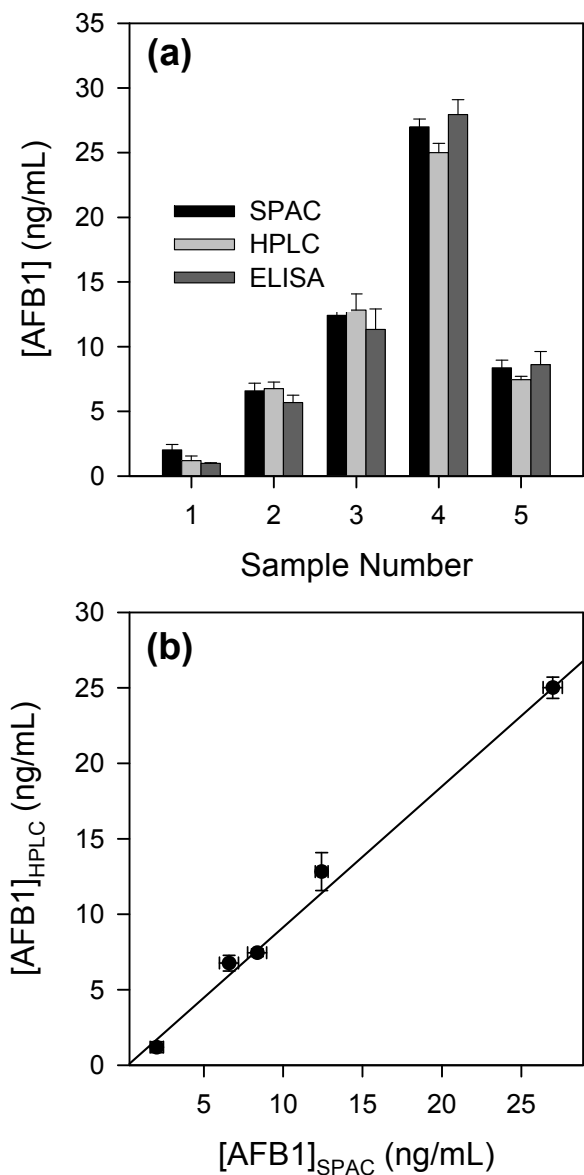 (a)
35
30
25
20
15
10
5
0
[AFB1] (ng/mL)
SPAC
HPLC
ELISA
1 2 3 4 5
Sample Number
(b)
30
25
20
15
10
5
0
[AFB1]HPLC (ng/mL)
5 10 15 20 25
[AFB1]SPAC (ng/mL)